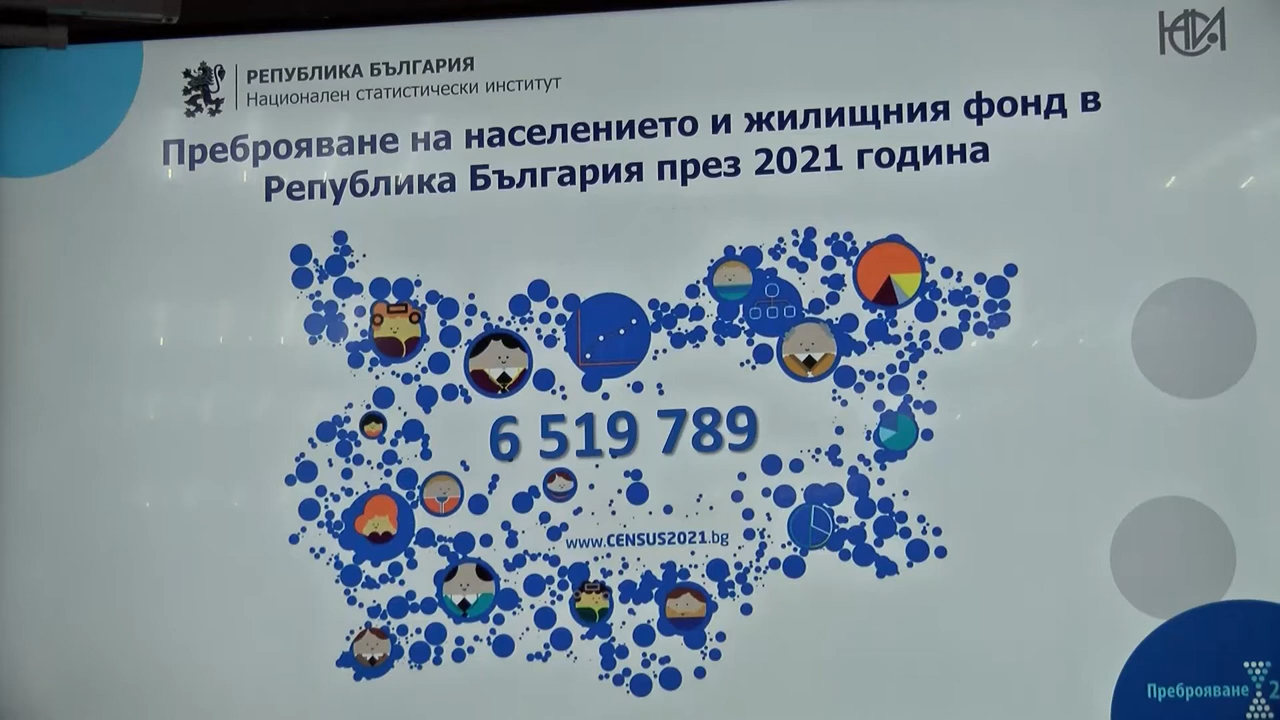 НСИ
РЕПУБЛИКА БЪЛГАРИЯ
Национален статистически институт
Преброяване на населението и жилищния фонд в
Република България през 2021 година
6 519 789
www.CENSUS2021.bg
Преброяване 2